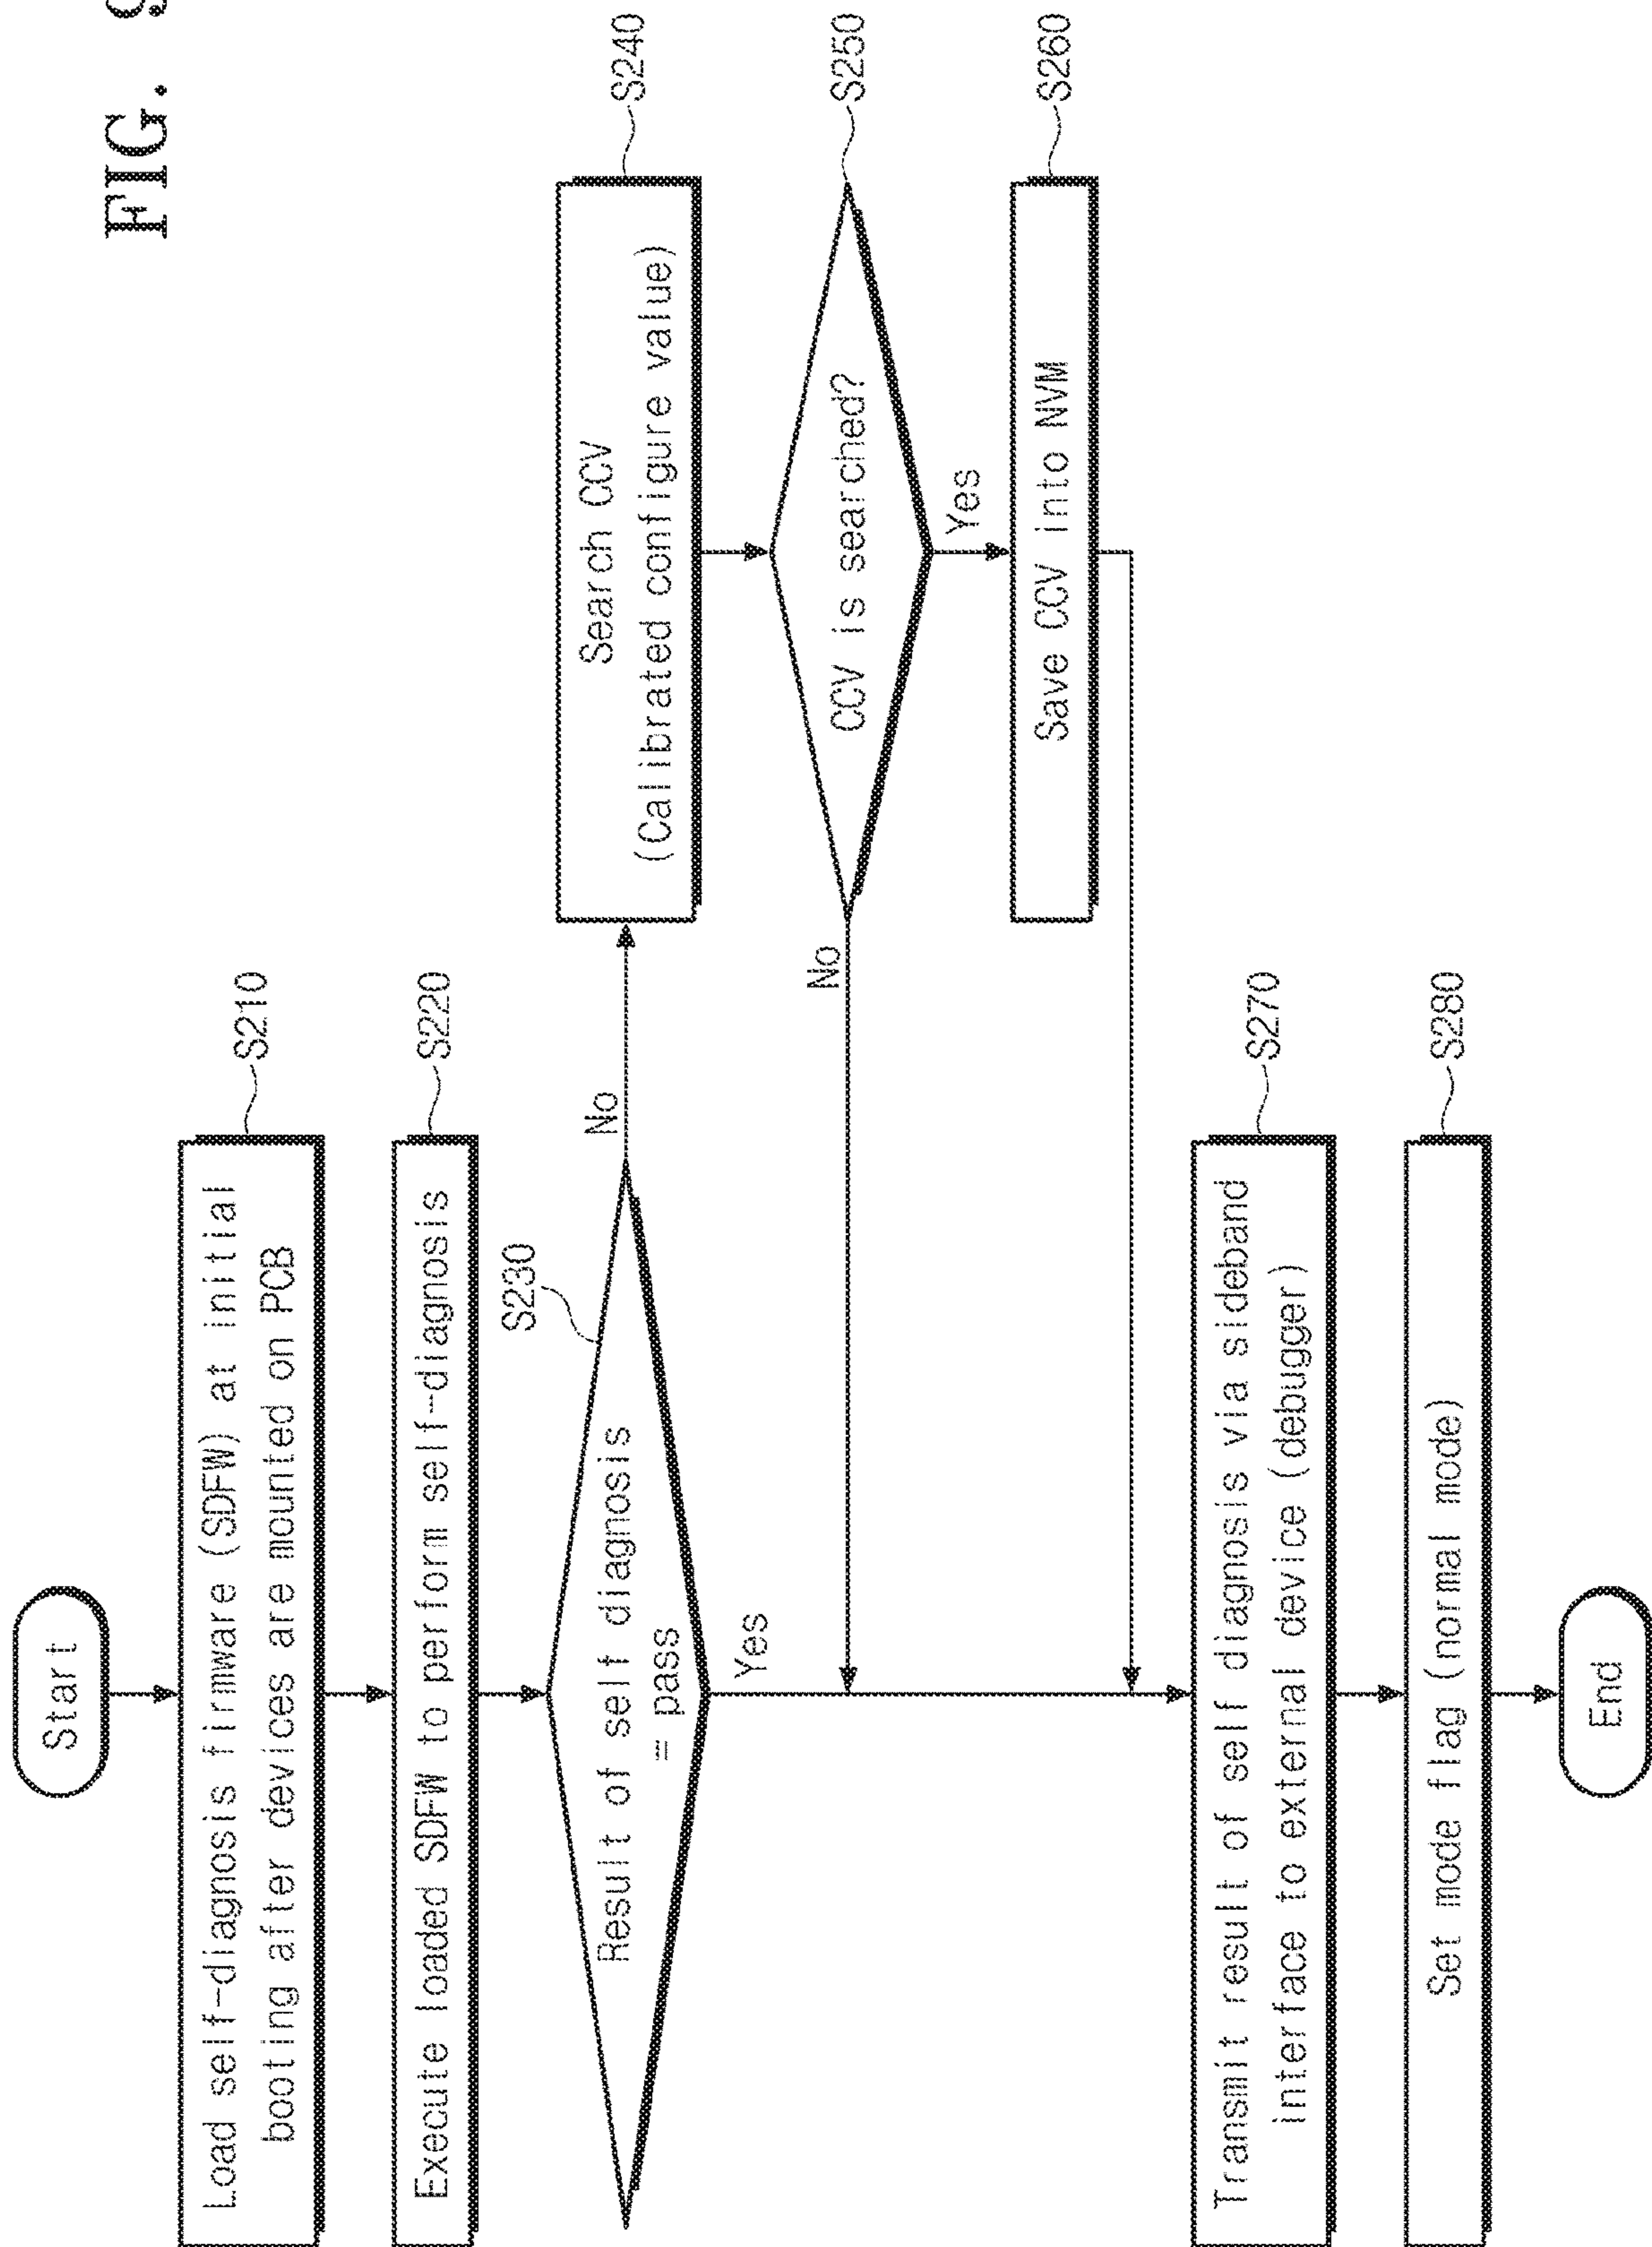 FIG. 9
Start
Load self-diagnosis firmware (SDFW) at initial
booting after devices are mounted on PCB
S210
Execute loaded SDFW to perform self-diagnosis
S220
S230
Result of self diagnosis
= pass
No
Yes
Search CCV
(Calibrated configure value)
S240
CCV is searched?
S250
No
Yes
Save CCV into NVM
S260
Transmit result of self diagnosis via sideband
interface to external device (debugger)
S270
Set mode flag (normal mode)
S280
End